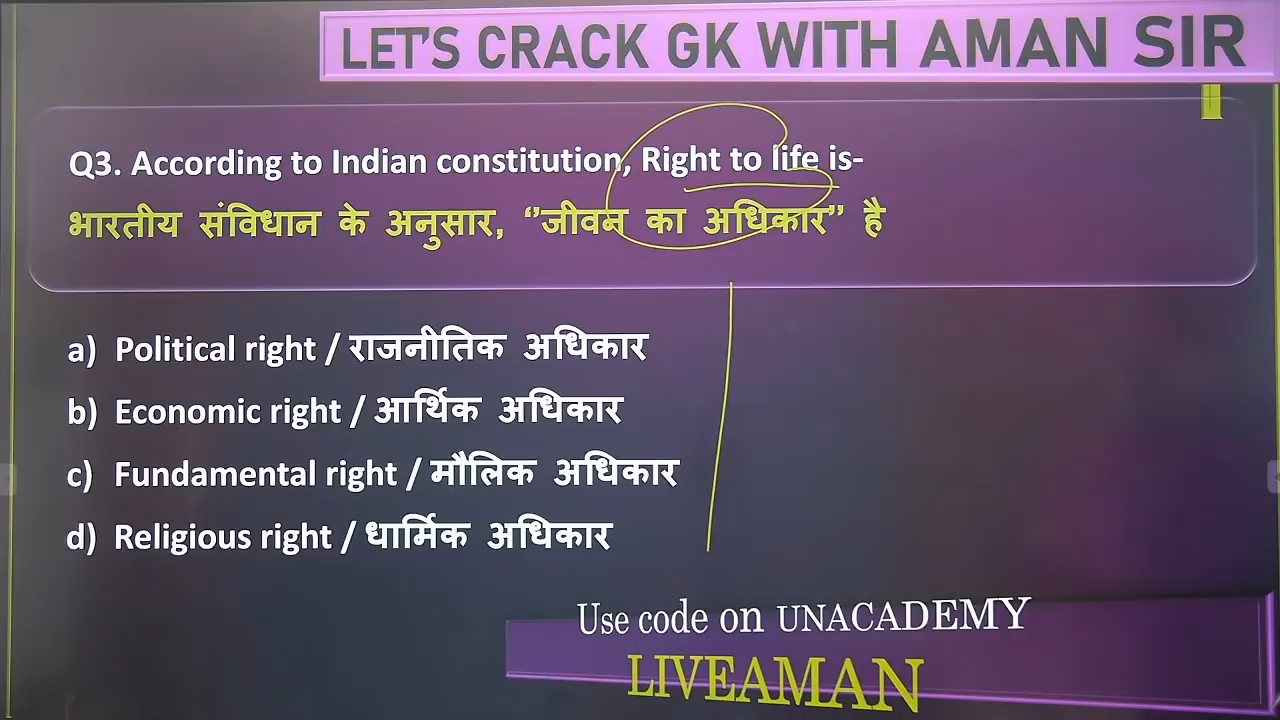 LET'S CRACK GK WITH AMAN SIR
Q3. According to Indian constitution, Right to life is-
भारतीय संविधान के अनुसार, ‘’जीवन का अधिकार’’ है
a) Political right / राजनीतिक अधिकार
b) Economic right / आर्थिक अधिकार
c) Fundamental right / मौलिक अधिकार
d) Religious right / धार्मिक अधिकार
Use code on UNACADEMY
LIVEAMAN